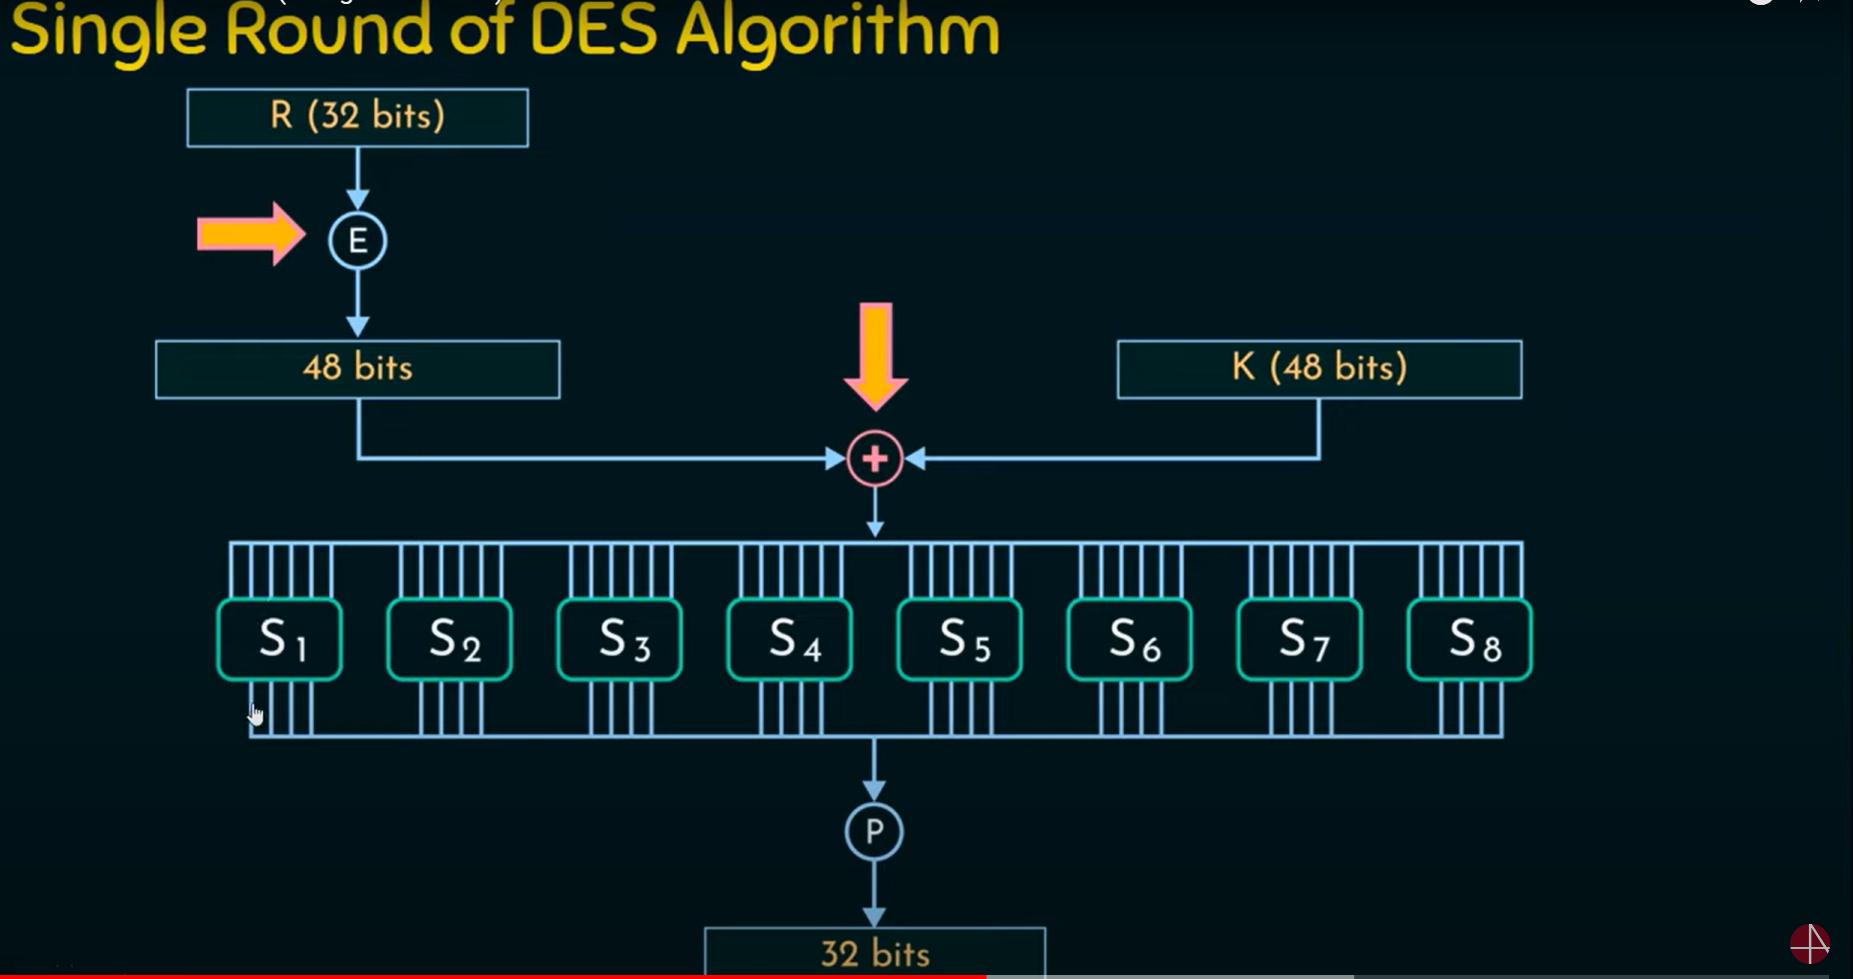 Single Round of DES Algorithm
R (32 bits)
E
48 bits
K (48 bits)
+
S1 S2 S3 S4 S5 S6 S7 S8
P
32 bits